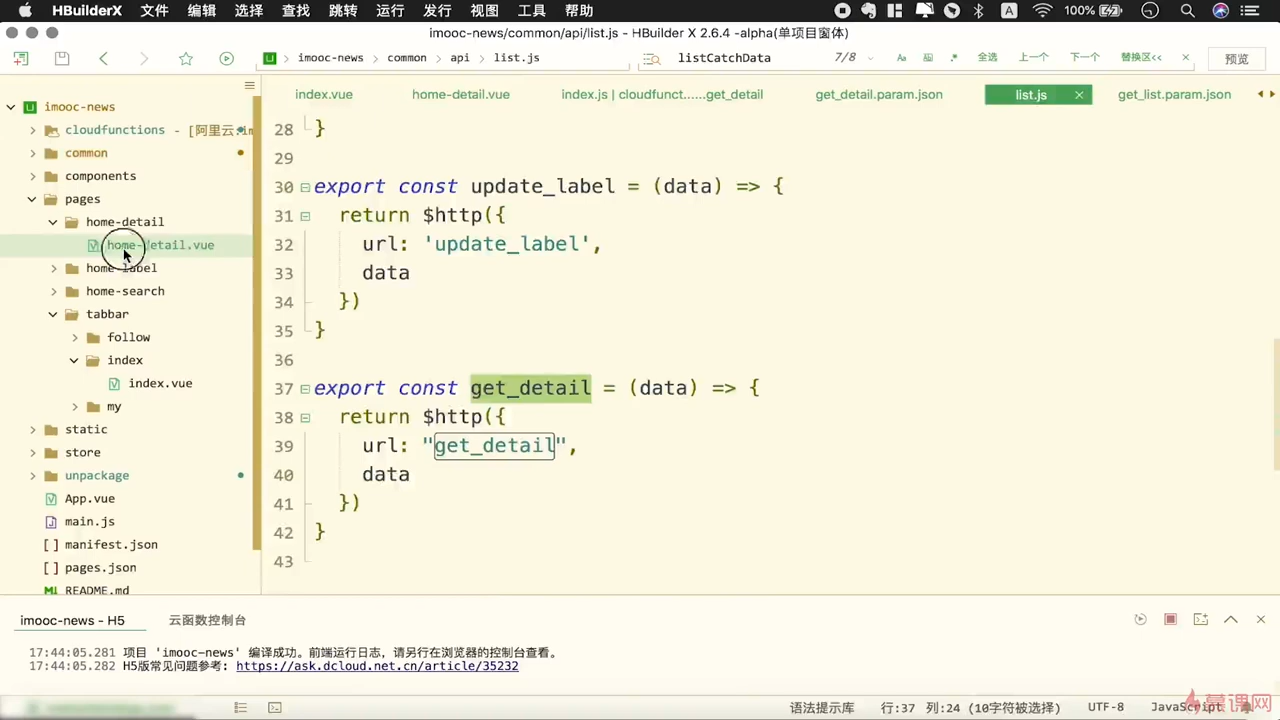 HBuilderX 文件 编辑 选择 查找 跳转 运行 发行 视图 工具 帮助 A 100%
imooc-news/common/api/list.js - HBuilder X 2.6.4 -alpha(单项目窗体)
imooc-news common api list.js listCatchData 7/8 Aa 全选 上一个 下一个 替换区<< 预览
index.vue home-detail.vue index.js | cloudfunct......get_detail get_detail.param.json list.js get_list.param.json
imooc-news
cloudfunctions - [阿里云:im
common
components
pages
home-detail
home-detail.vue
home-label
home-search
tabbar
follow
index
index.vue
my
static
store
unpackage
App.vue
main.js
manifest.json
pages.json
README.md
28 }
29
30 export const update_label = (data) => {
31 return $http({
32 url: 'update_label',
33 data
34 })
35 }
36
37 export const get_detail = (data) => {
38 return $http({
39 url: "get_detail",
40 data
41 })
42 }
43
imooc-news - H5 云函数控制台
17:44:05.281 项目 'imooc-news' 编译成功。前端运行日志，请另行在浏览器的控制台查看。
17:44:05.282 H5版常见问题参考: https://ask.dcloud.net.cn/article/35232
语法提示库 行:37 列:24 (10字符被选择) UTF-8 JavaScript
慕课网